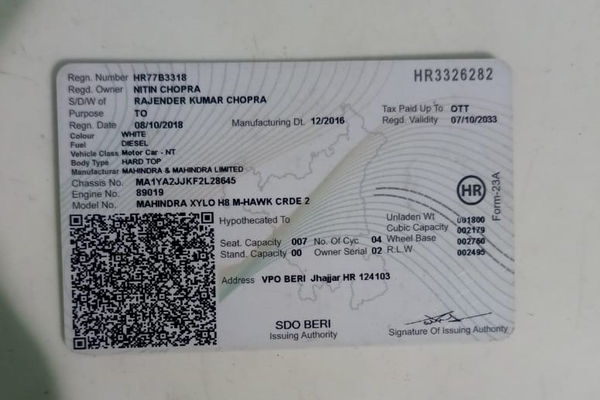 HR3326282
Regn. Number HR77B3318
Regd. Owner NITIN CHOPRA
S/D/W of RAJENDER KUMAR CHOPRA
Purpose TO
Tax Paid Up To OTT
Regn. Date 08/10/2018 Manufacturing Dt. 12/2016 Regd. Validity 07/10/2033
Colour WHITE
Fuel DIESEL
Vehicle Class Motor Car - NT
Body Type HARD TOP
Manufacturer MAHINDRA & MAHINDRA LIMITED
Chassis No. MA1YA2JJKF2L28645
Engine No. 89019
Model No. MAHINDRA XYLO H8 M-HAWK CRDE 2
HR
Form-23A
Hypothecated To Unladen Wt 001800
Cubic Capacity 002179
Seat. Capacity 007 No. Of Cyc. 04 Wheel Base 002760
Stand. Capacity 00 Owner Serial 02 R.L.W 002495
Address VPO BERI Jhajjar HR 124103
SDO BERI
Issuing Authority
Signature Of Issuing Authority